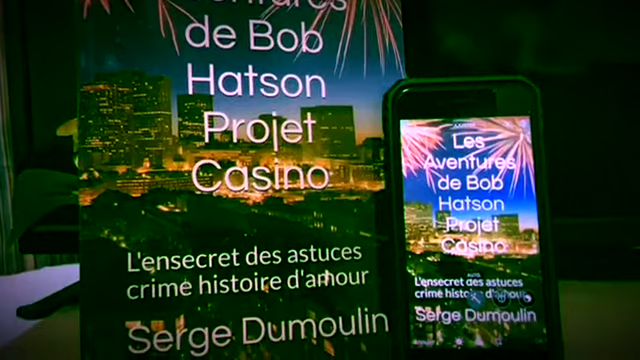 Aventures
de Bob
Hatson
Projet
Casino
L'ensecret des astuces
crime histoire d'amour
Serge Dumoulin
Les
Aventures
de Bob
Hatson
Projet
Casino
L'ensecret des astuces
crime histoire d'amour
Serge Dumoulin